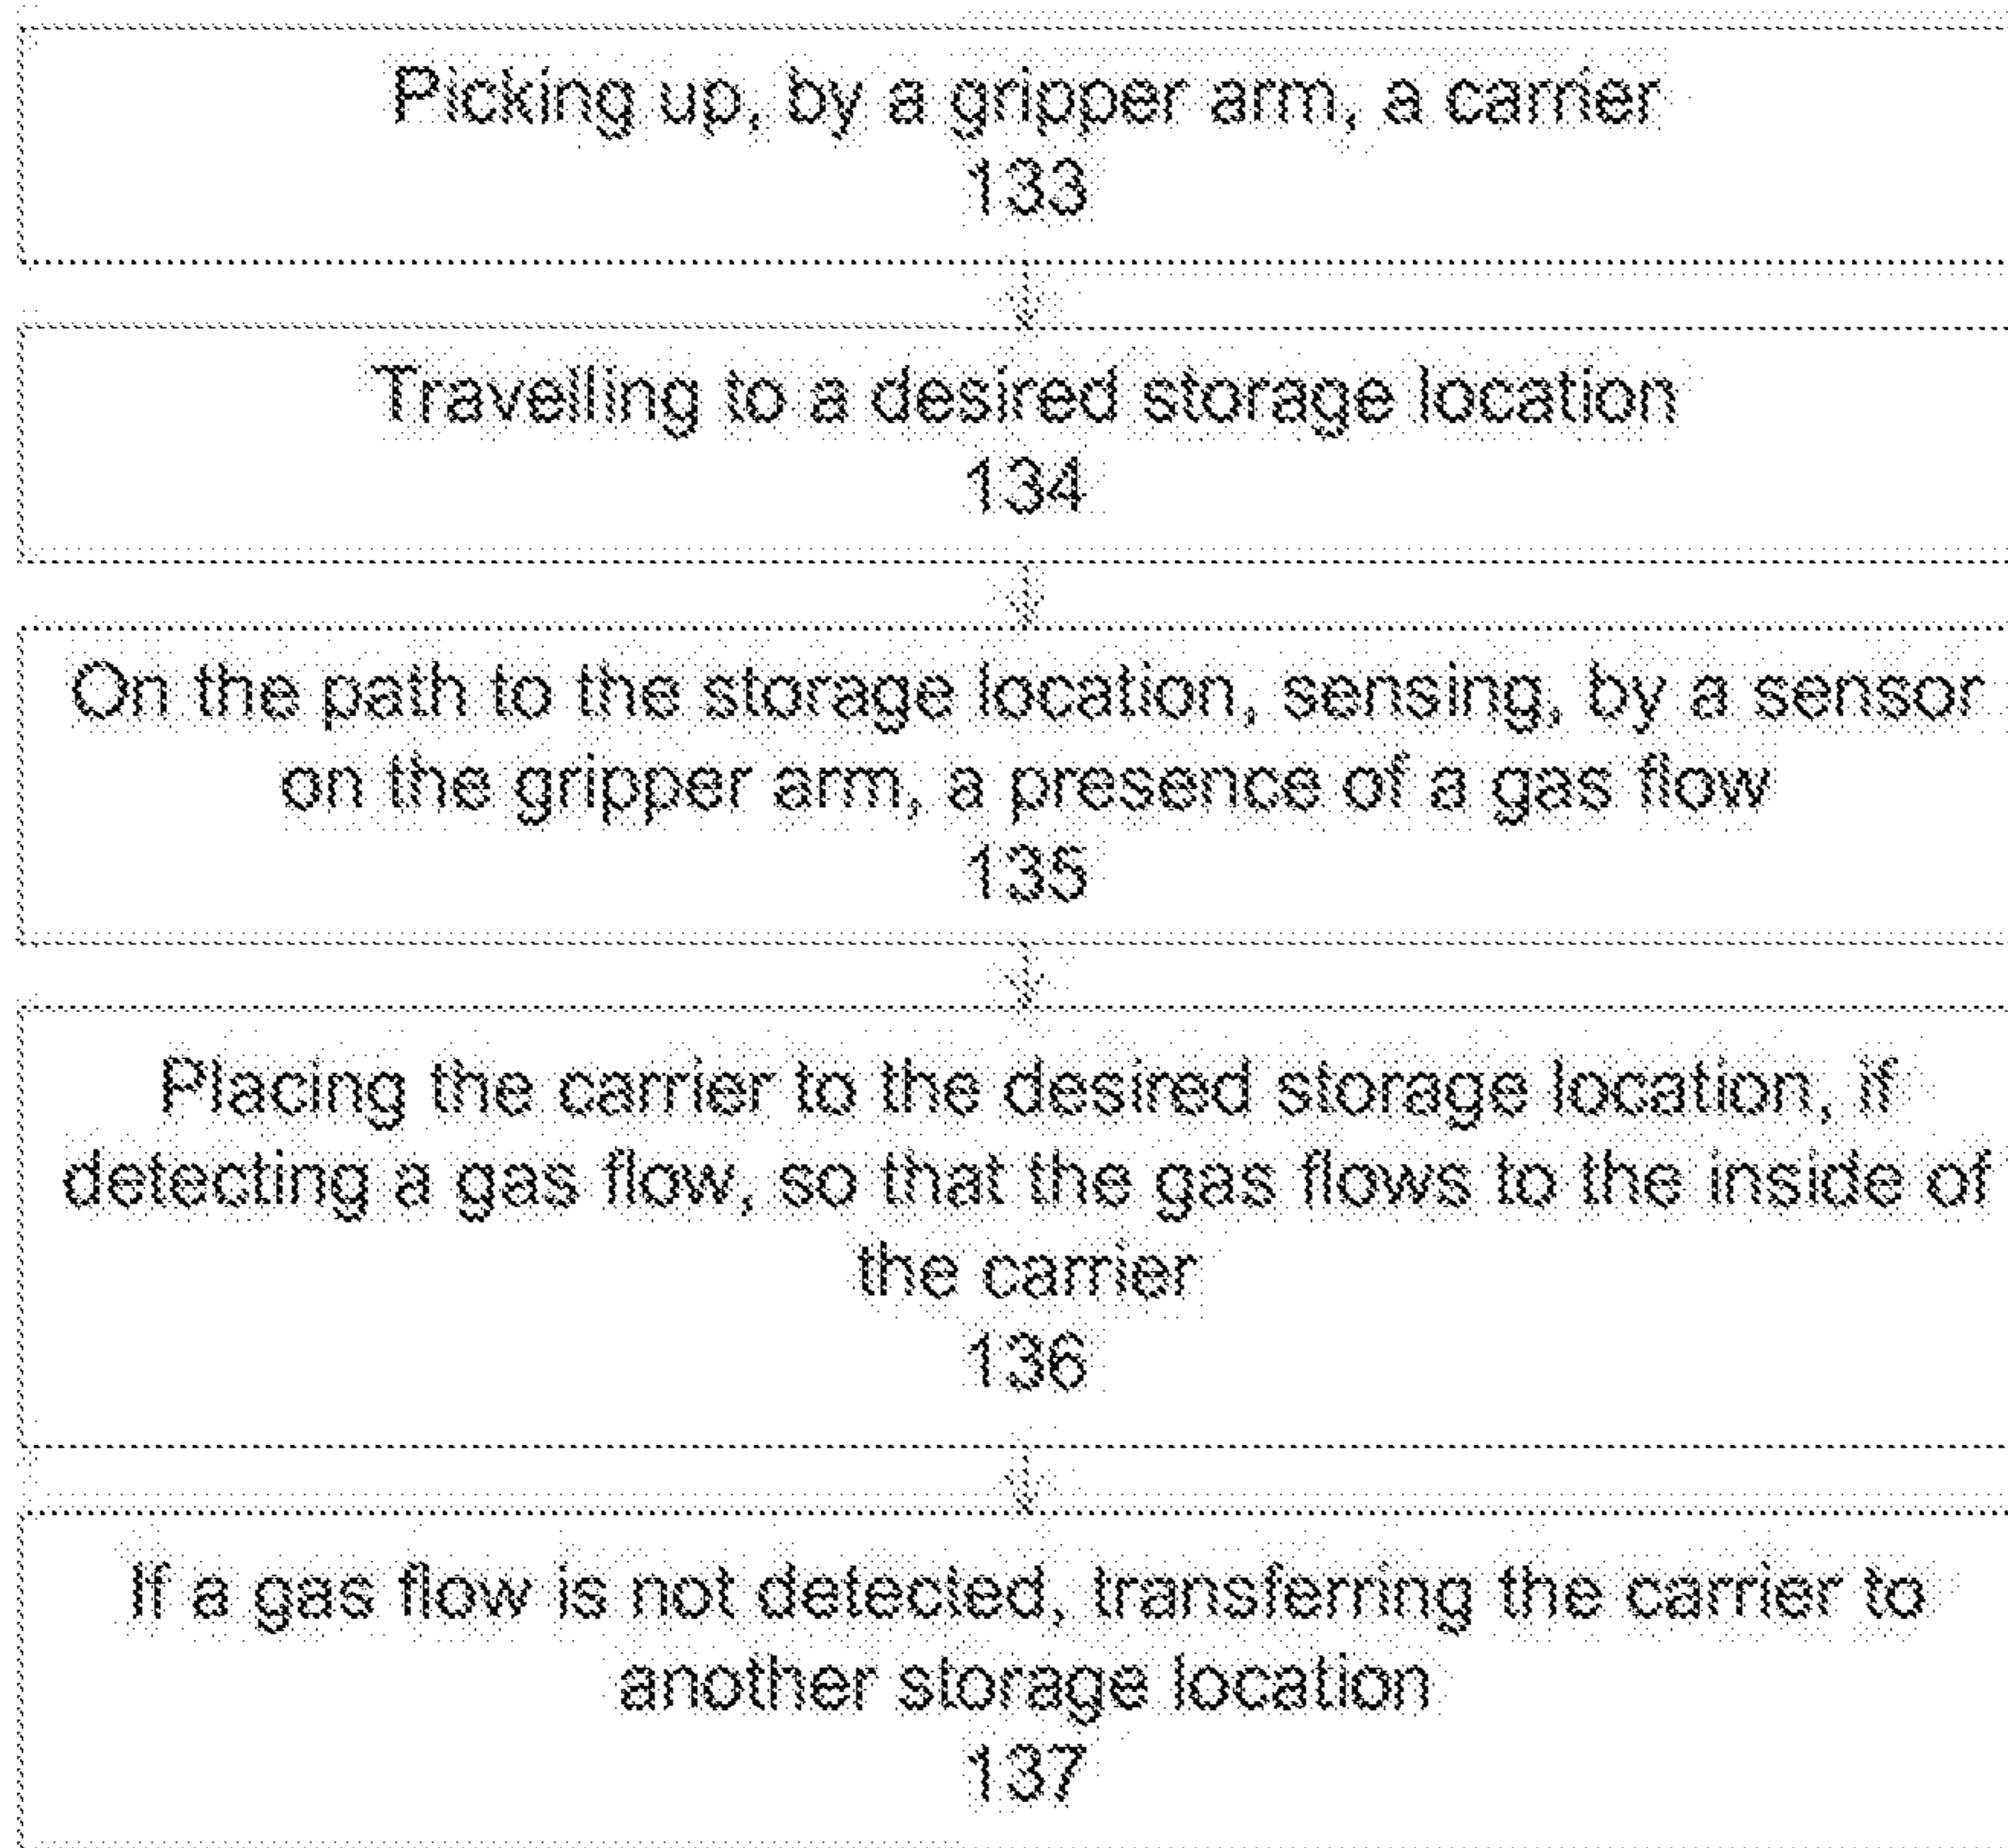 Picking up, by a gripper arm, a carrier
133
Travelling to a desired storage location
134
On the path to the storage location, sensing, by a sensor
on the gripper arm, a presence of a gas flow
135
Placing the carrier to the desired storage location, if
detecting a gas flow, so that the gas flows to the inside of
the carrier
136
If a gas flow is not detected, transferring the carrier to
another storage location
137